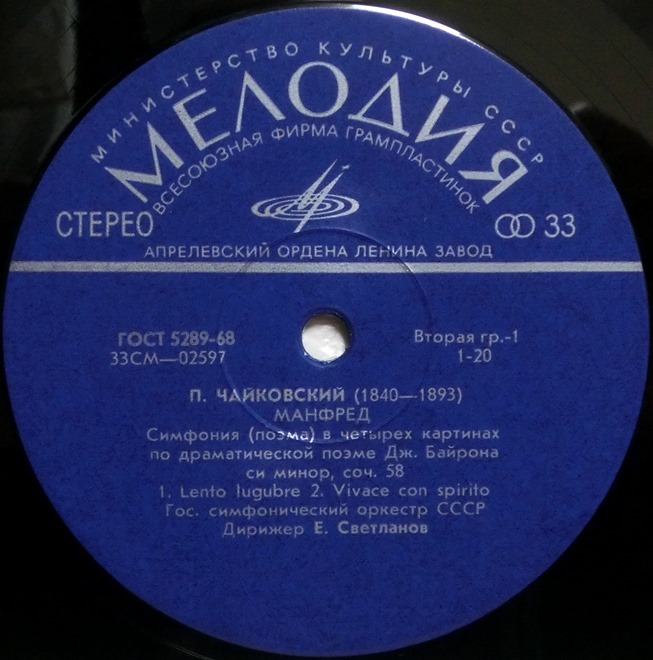 МИНИСТЕРСТВО КУЛЬТУРЫ СССР
МЕЛОДИЯ
ВСЕСОЮЗНАЯ ФИРМА ГРАМПЛАСТИНОК
СТЕРЕО
33
АПРЕЛЕВСКИЙ ОРДЕНА ЛЕНИНА ЗАВОД
ГОСТ 5289-68
Вторая гр.-1
33СМ—02597
1-20
П. ЧАЙКОВСКИЙ (1840—1893)
МАНФРЕД
Симфония (поэма) в четырех картинах
по драматической поэме Дж. Байрона
си минор, соч. 58
1. Lento lugubre 2. Vivace con spirito
Гос. симфонический оркестр СССР
Дирижер Е. Светланов